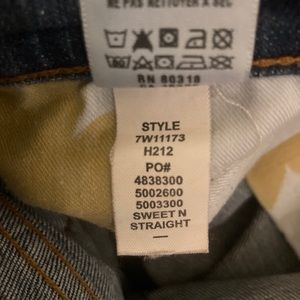 NE PAS NETTOYER A SEC
RN 80318
STYLE
7W11173
H212
PO#
4838300
5002600
5003300
SWEET N
STRAIGHT
—